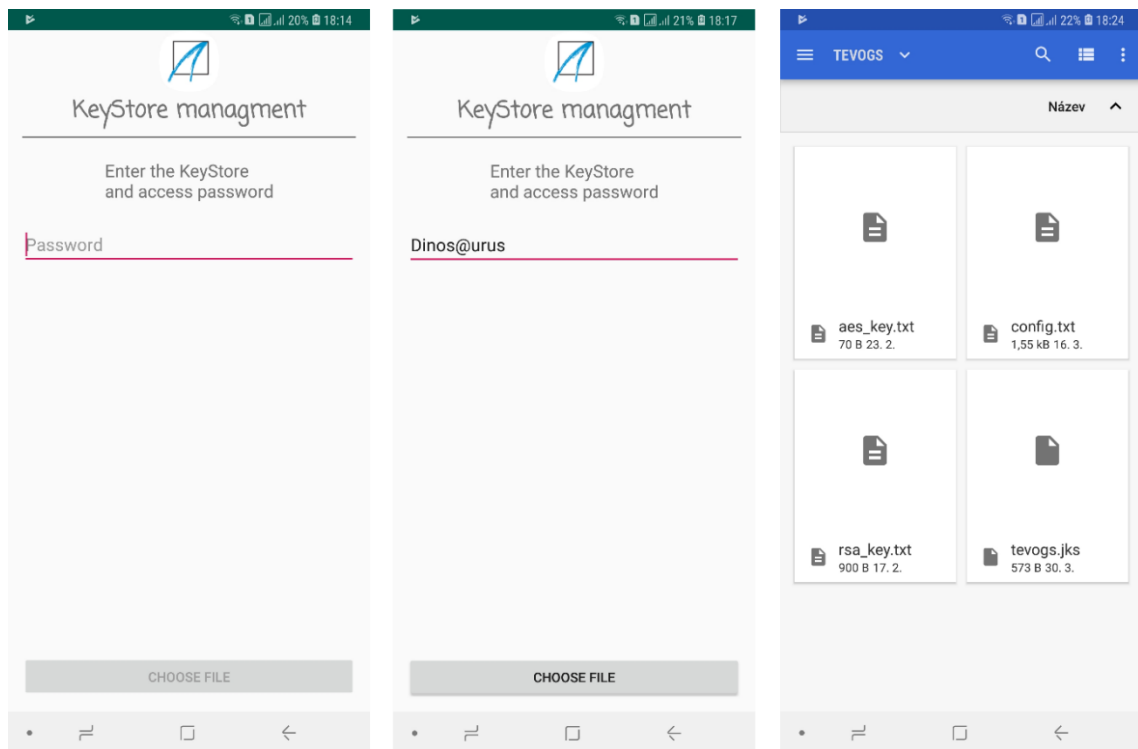 20% 18:14
KeyStore managment
Enter the KeyStore
and access password
Password
CHOOSE FILE
21% 18:17
KeyStore managment
Enter the KeyStore
and access password
Dinos@urus
CHOOSE FILE
22% 18:24
TEVOGS
Název
aes_key.txt
70 B 23. 2.
config.txt
1,55 kB 16. 3.
rsa_key.txt
900 B 17. 2.
tevogs.jks
573 B 30. 3.